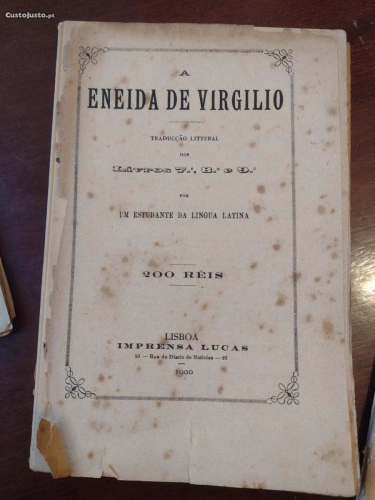 CustoJusto.pt
A
ENEIDA DE VIRGILIO
TRADUCÇÃO LITTERAL
DOS
Livros 7.º, 8.º e 9.º
POR
UM ESTUDANTE DA LINGUA LATINA
200 RÉIS
LISBOA
IMPRENSA LUCAS
93 — Rua do Diario de Noticias — 93
1900